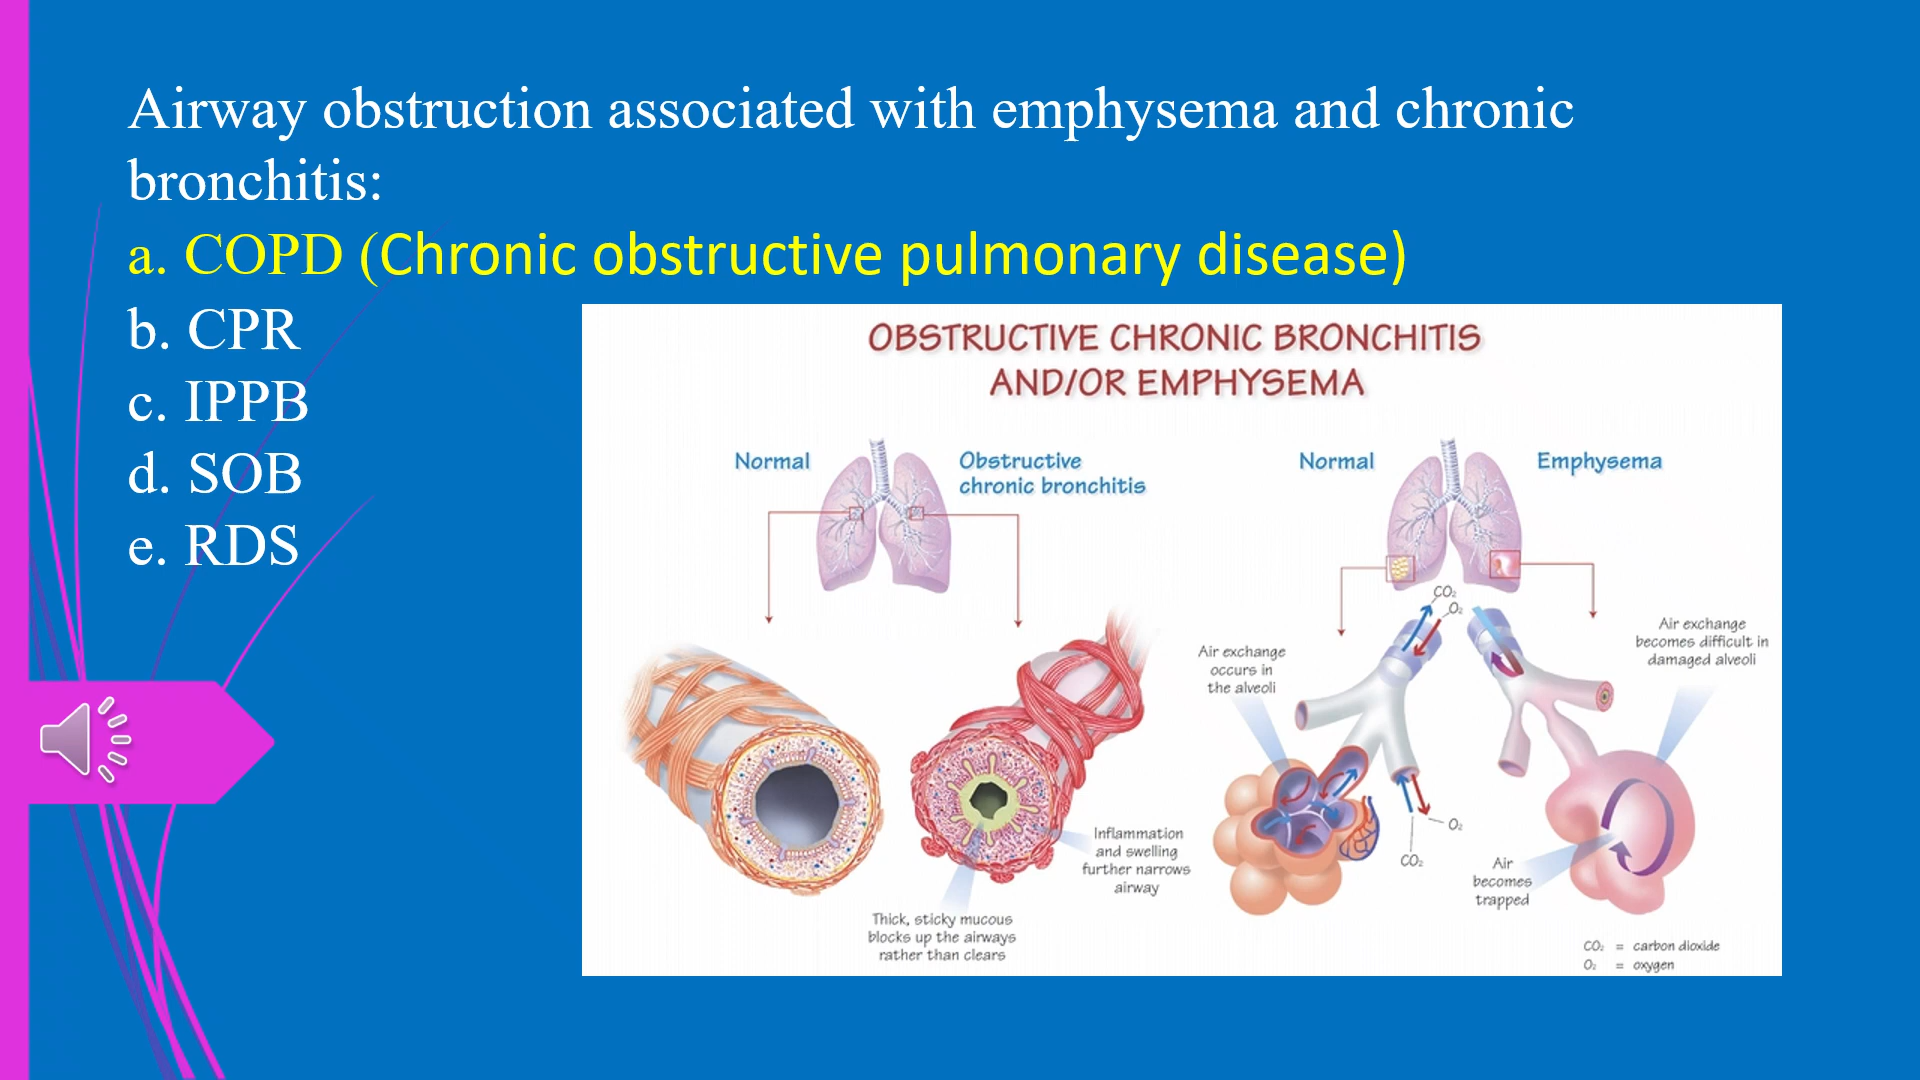 Airway obstruction associated with emphysema and chronic
bronchitis:
a. COPD (Chronic obstructive pulmonary disease)
b. CPR
c. IPPB
d. SOB
e. RDS
OBSTRUCTIVE CHRONIC BRONCHITIS
AND/OR EMPHYSEMA
Normal
Obstructive
chronic bronchitis
Normal
Emphysema
CO₂
O₂
Air exchange
occurs in
the alveoli
Air exchange
becomes difficult in
damaged alveoli
Inflammation
and swelling
further narrows
airway
Thick, sticky mucous
blocks up the airways
rather than clears
O₂
CO₂
Air
becomes
trapped
CO₂ = carbon dioxide
O₂ = oxygen